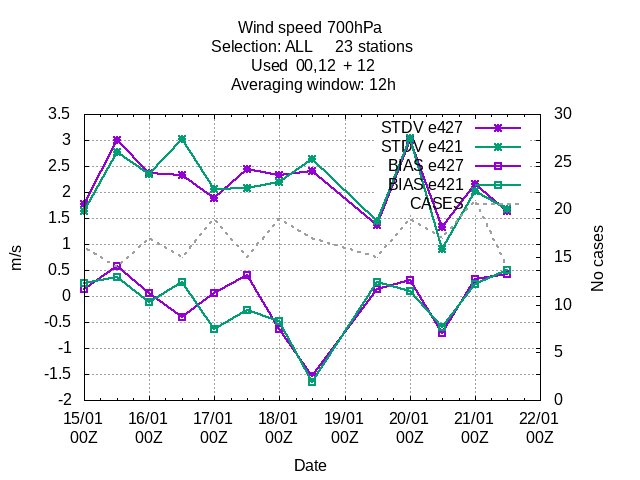 Wind speed 700hPa
Selection: ALL 23 stations
Used 00,12 + 12
Averaging window: 12h
3.5
3
2.5
2
1.5
1
0.5
0
-0.5
-1
-1.5
-2
m/s
30
25
20
15
10
5
0
No cases
STDV e427
STDV e421
BIAS e427
BIAS e421
CASES
15/01 16/01 17/01 18/01 19/01 20/01 21/01 22/01
00Z 00Z 00Z 00Z 00Z 00Z 00Z 00Z
Date